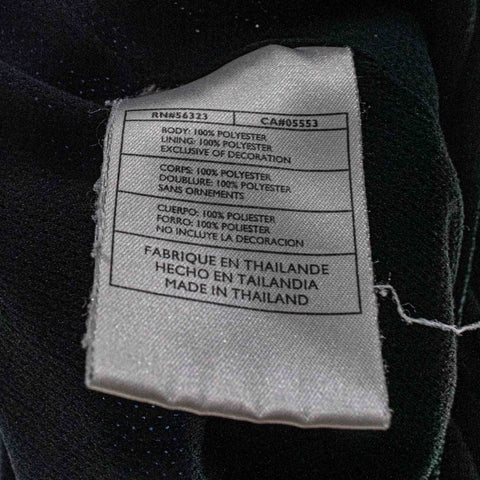 RN#56323 CA#05553
BODY: 100% POLYESTER
LINING: 100% POLYESTER
EXCLUSIVE OF DECORATION
CORPS: 100% POLYESTER
DOUBLURE: 100% POLYESTER
SANS ORNEMENTS
CUERPO: 100% POLIESTER
FORRO: 100% POLIESTER
NO INCLUYE LA DECORACION
FABRIQUE EN THAILANDE
HECHO EN TAILANDIA
MADE IN THAILAND